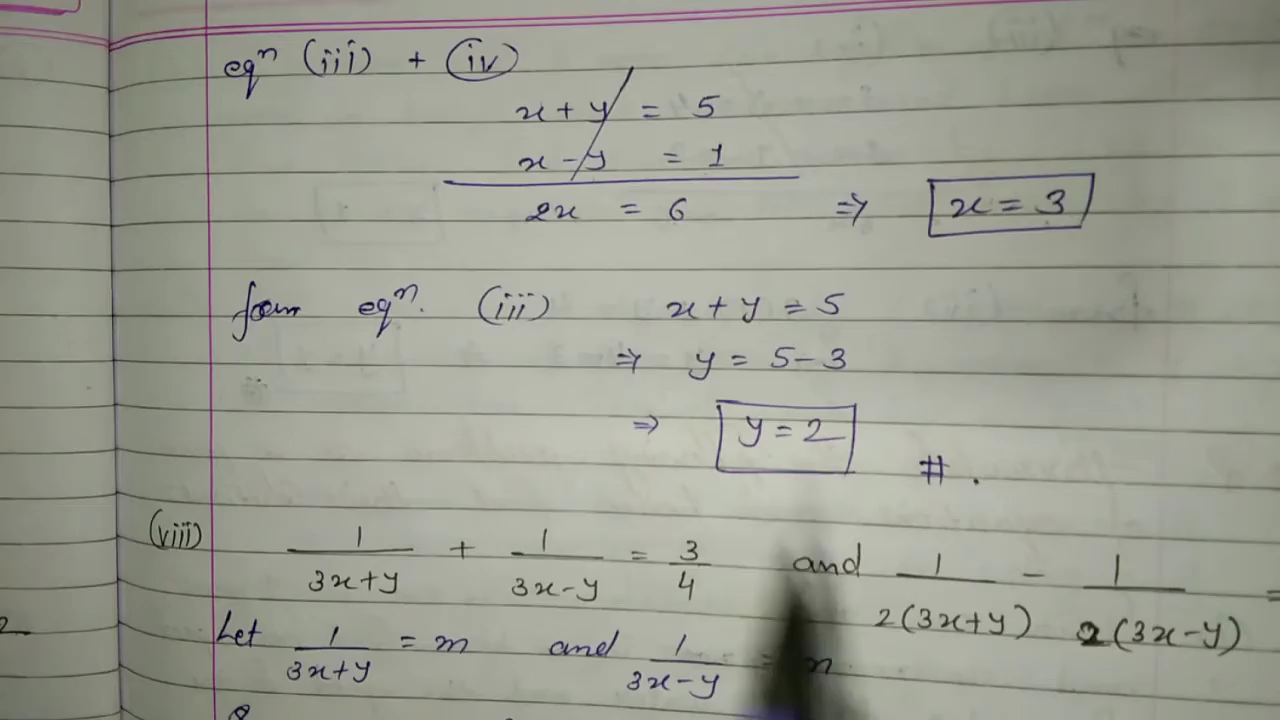 eqⁿ (iii) + (iv)
x + y = 5
x - y = 1
2x = 6 ⇒ x = 3
from eqⁿ. (iii) x + y = 5
⇒ y = 5 - 3
⇒ y = 2 #.
(viii) 1/(3x+y) + 1/(3x-y) = 3/4 and 1/2(3x+y) - 1/2(3x-y) =
Let 1/(3x+y) = m and 1/(3x-y) = n